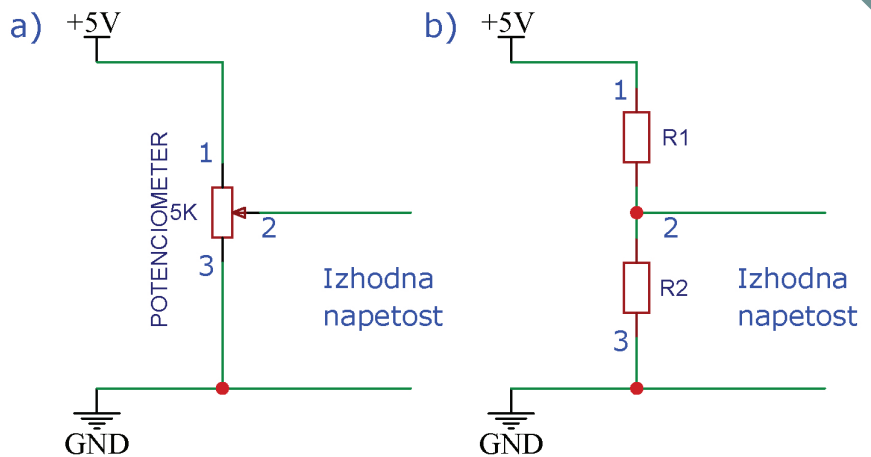 a)
+5V
1
POTENCIOMETER
5K
2
3
Izhodna
napetost
GND
b)
+5V
1
R1
2
R2
Izhodna
napetost
3
GND